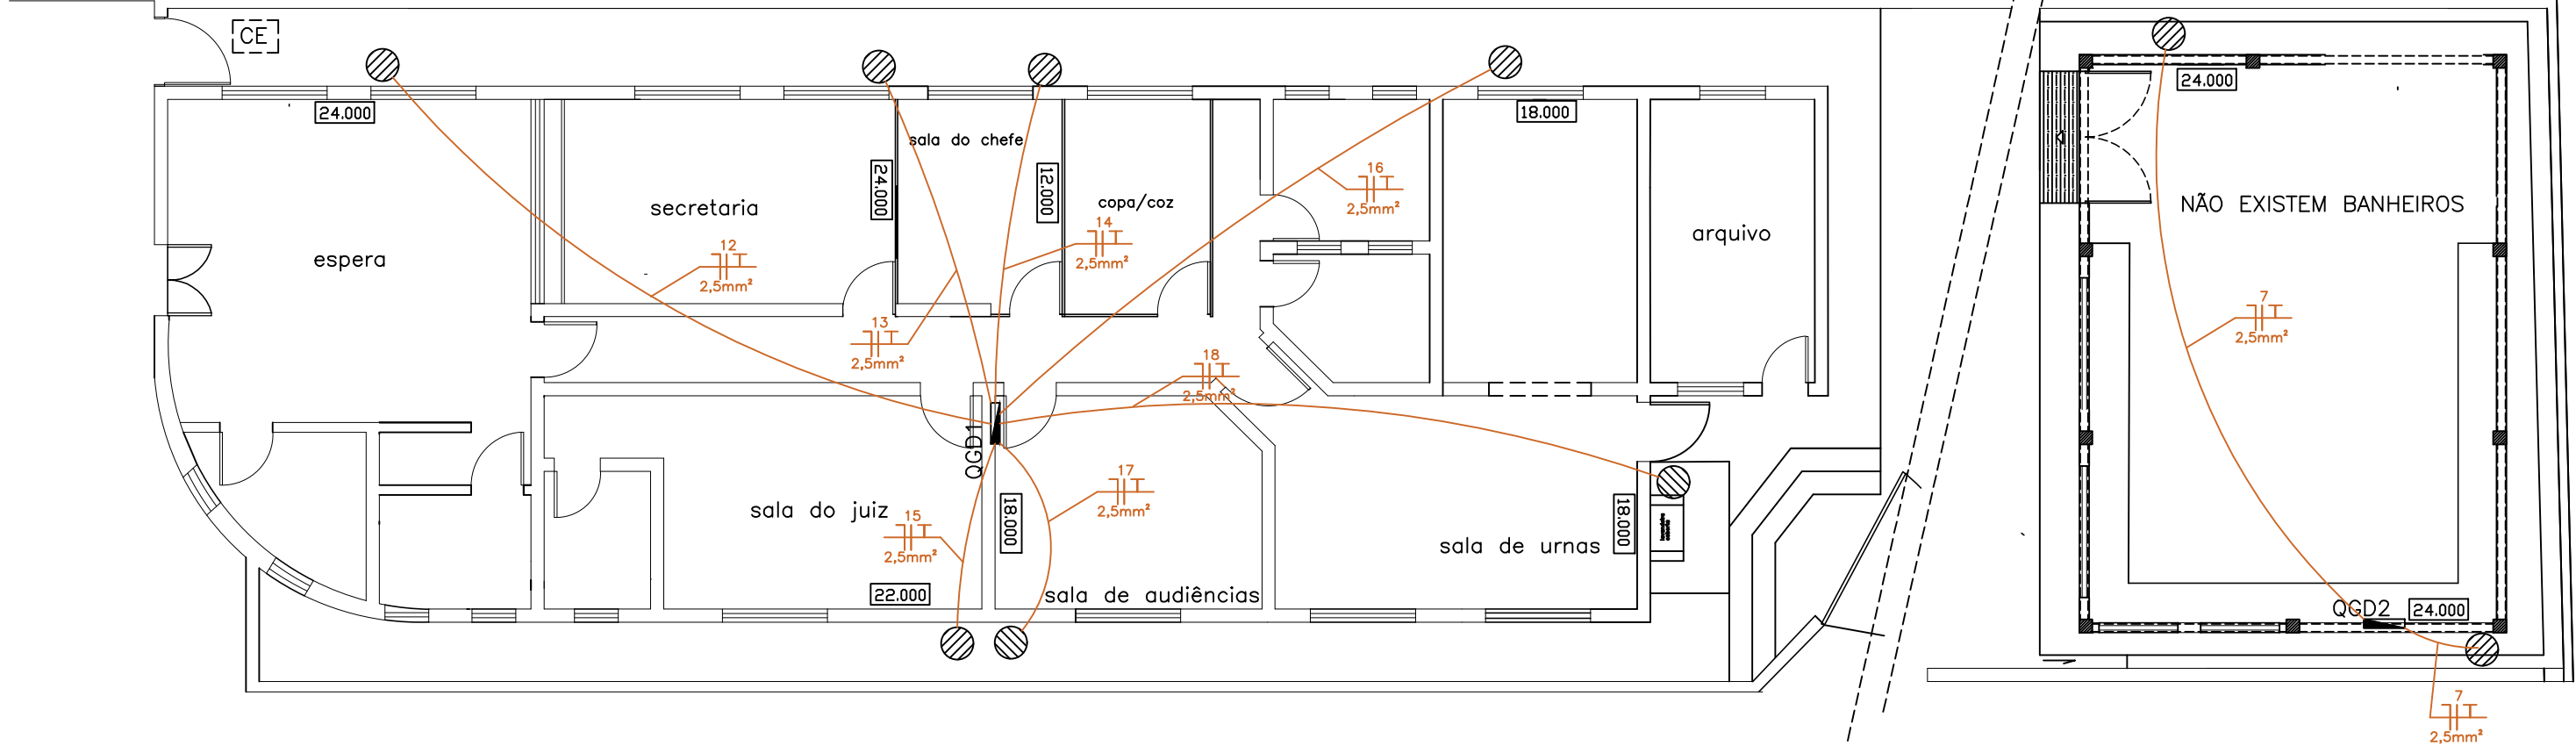 CE
24.000
24.000
sala do chefe
12.000
18.000
24.000
secretaria
copa/coz
16
2,5mm²
NÃO EXISTEM BANHEIROS
arquivo
espera
12
2,5mm²
14
2,5mm²
13
2,5mm²
18
2,5mm²
7
2,5mm²
QGD1
17
2,5mm²
sala do juiz
15
2,5mm²
18.000
18.000
sala de urnas
22.000
sala de audiências
QGD2
24.000
7
2,5mm²